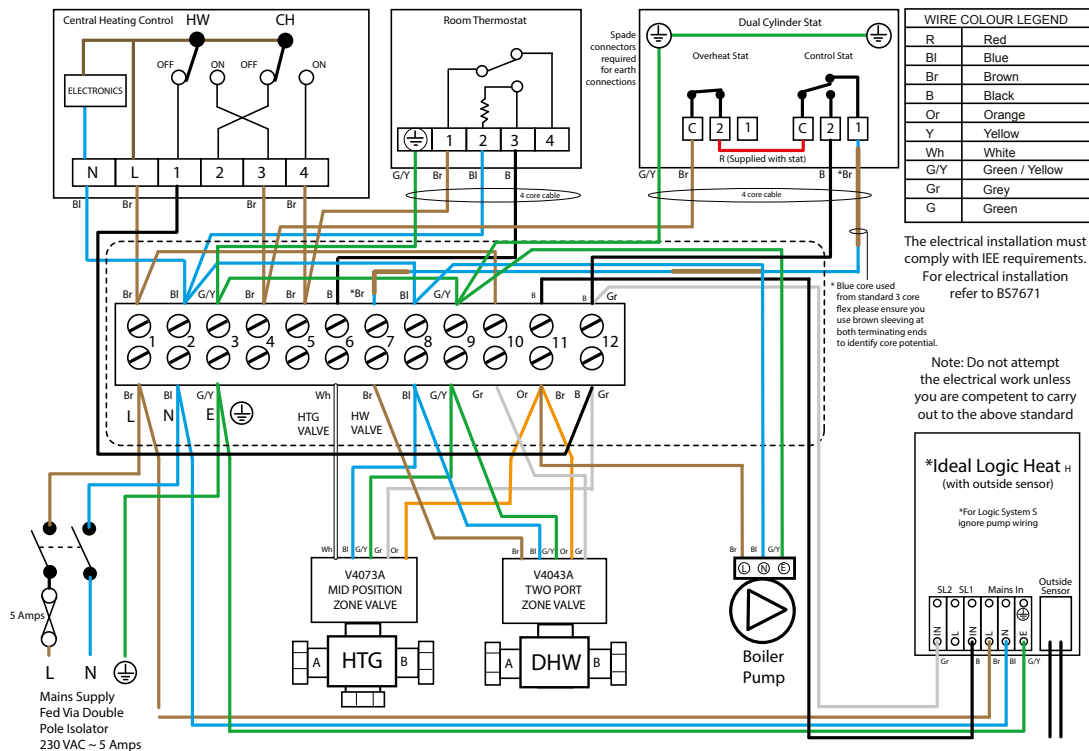 Central Heating Control
HW
CH
OFF
ON
OFF
ON
ELECTRONICS
N
L
1
2
3
4
Bl
Br
Br
Br
Room Thermostat
1
2
3
4
G/Y
Br
Bl
B
4 core cable
Spade
connectors
required
for earth
connections
Dual Cylinder Stat
Overheat Stat
Control Stat
C
2
1
C
2
1
R (Supplied with stat)
G/Y
Br
B
*Br
4 core cable
WIRE COLOUR LEGEND
R Red
Bl Blue
Br Brown
B Black
Or Orange
Y Yellow
Wh White
G/Y Green / Yellow
Gr Grey
G Green
The electrical installation must
comply with IEE requirements.
For electrical installation
refer to BS7671
* Blue core used
from standard 3 core
flex please ensure you
use brown sleeving at
both terminating ends
to identify core potential.
Note: Do not attempt
the electrical work unless
you are competent to carry
out to the above standard
Br
Bl
G/Y
Br
Br
B
*Br
Bl
G/Y
Br
B
B
Gr
1
2
3
4
5
6
7
8
9
10
11
12
Br
Bl
G/Y
Wh
Br
Bl
G/Y
Gr
Or
Br
B
Gr
L
N
E
HTG
VALVE
HW
VALVE
5 Amps
L
N
Mains Supply
Fed Via Double
Pole Isolator
230 VAC ~ 5 Amps
Wh
Bl
G/Y
Gr
Or
V4073A
MID POSITION
ZONE VALVE
A
HTG
B
Br
Bl
G/Y
Or
Gr
V4043A
TWO PORT
ZONE VALVE
A
DHW
B
Br
Bl
G/Y
L
N
E
Boiler
Pump
*Ideal Logic Heat H
(with outside sensor)
*For Logic System S
ignore pump wiring
SL2
SL1
Mains In
Outside
Sensor
IN
L
IN
L
N
E
Gr
B
Br
Bl
G/Y